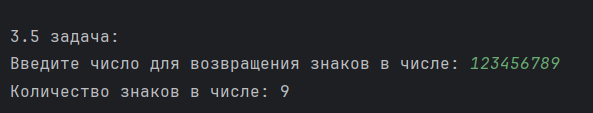 3.5 задача:
Введите число для возвращения знаков в числе: 123456789
Количество знаков в числе: 9